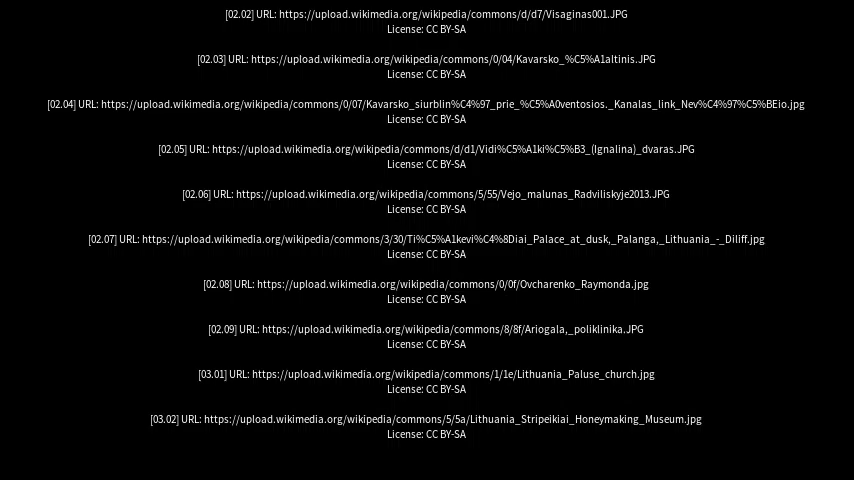 [02.02] URL: https://upload.wikimedia.org/wikipedia/commons/d/d7/Visaginas001.JPG
License: CC BY-SA
[02.03] URL: https://upload.wikimedia.org/wikipedia/commons/0/04/Kavarsko_%C5%A1altinis.JPG
License: CC BY-SA
[02.04] URL: https://upload.wikimedia.org/wikipedia/commons/0/07/Kavarsko_siurblin%C4%97_prie_%C5%A0ventosios._Kanalas_link_Nev%C4%97%C5%BEio.jpg
License: CC BY-SA
[02.05] URL: https://upload.wikimedia.org/wikipedia/commons/d/d1/Vidi%C5%A1ki%C5%B3_(Ignalina)_dvaras.JPG
License: CC BY-SA
[02.06] URL: https://upload.wikimedia.org/wikipedia/commons/5/55/Vejo_malunas_Radviliskyje2013.JPG
License: CC BY-SA
[02.07] URL: https://upload.wikimedia.org/wikipedia/commons/3/30/Ti%C5%A1kevi%C4%8Diai_Palace_at_dusk,_Palanga,_Lithuania_-_Diliff.jpg
License: CC BY-SA
[02.08] URL: https://upload.wikimedia.org/wikipedia/commons/0/0f/Ovcharenko_Raymonda.jpg
License: CC BY-SA
[02.09] URL: https://upload.wikimedia.org/wikipedia/commons/8/8f/Ariogala,_poliklinika.JPG
License: CC BY-SA
[03.01] URL: https://upload.wikimedia.org/wikipedia/commons/1/1e/Lithuania_Paluse_church.jpg
License: CC BY-SA
[03.02] URL: https://upload.wikimedia.org/wikipedia/commons/5/5a/Lithuania_Stripeikiai_Honeymaking_Museum.jpg
License: CC BY-SA